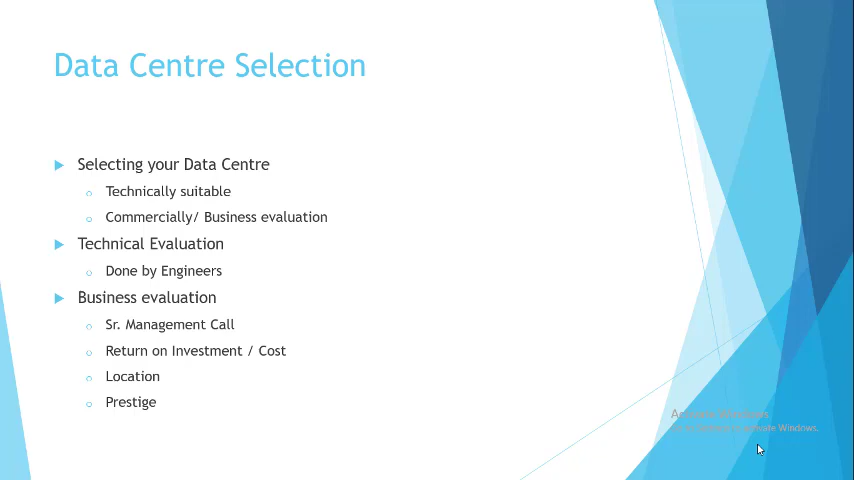 Data Centre Selection
Selecting your Data Centre
Technically suitable
Commercially/ Business evaluation
Technical Evaluation
Done by Engineers
Business evaluation
Sr. Management Call
Return on Investment / Cost
Location
Prestige
Activate Windows
Go to Settings to activate Windows.